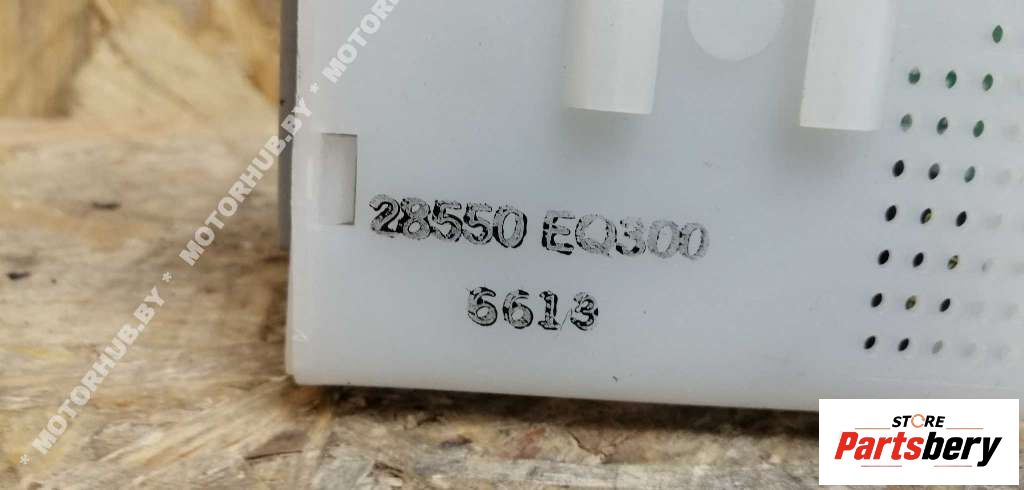 * MOTORHUB.BY * MOTORHUB.BY * MOTORHUB.BY *
28550 EQ300
6613
STORE
Partsbery